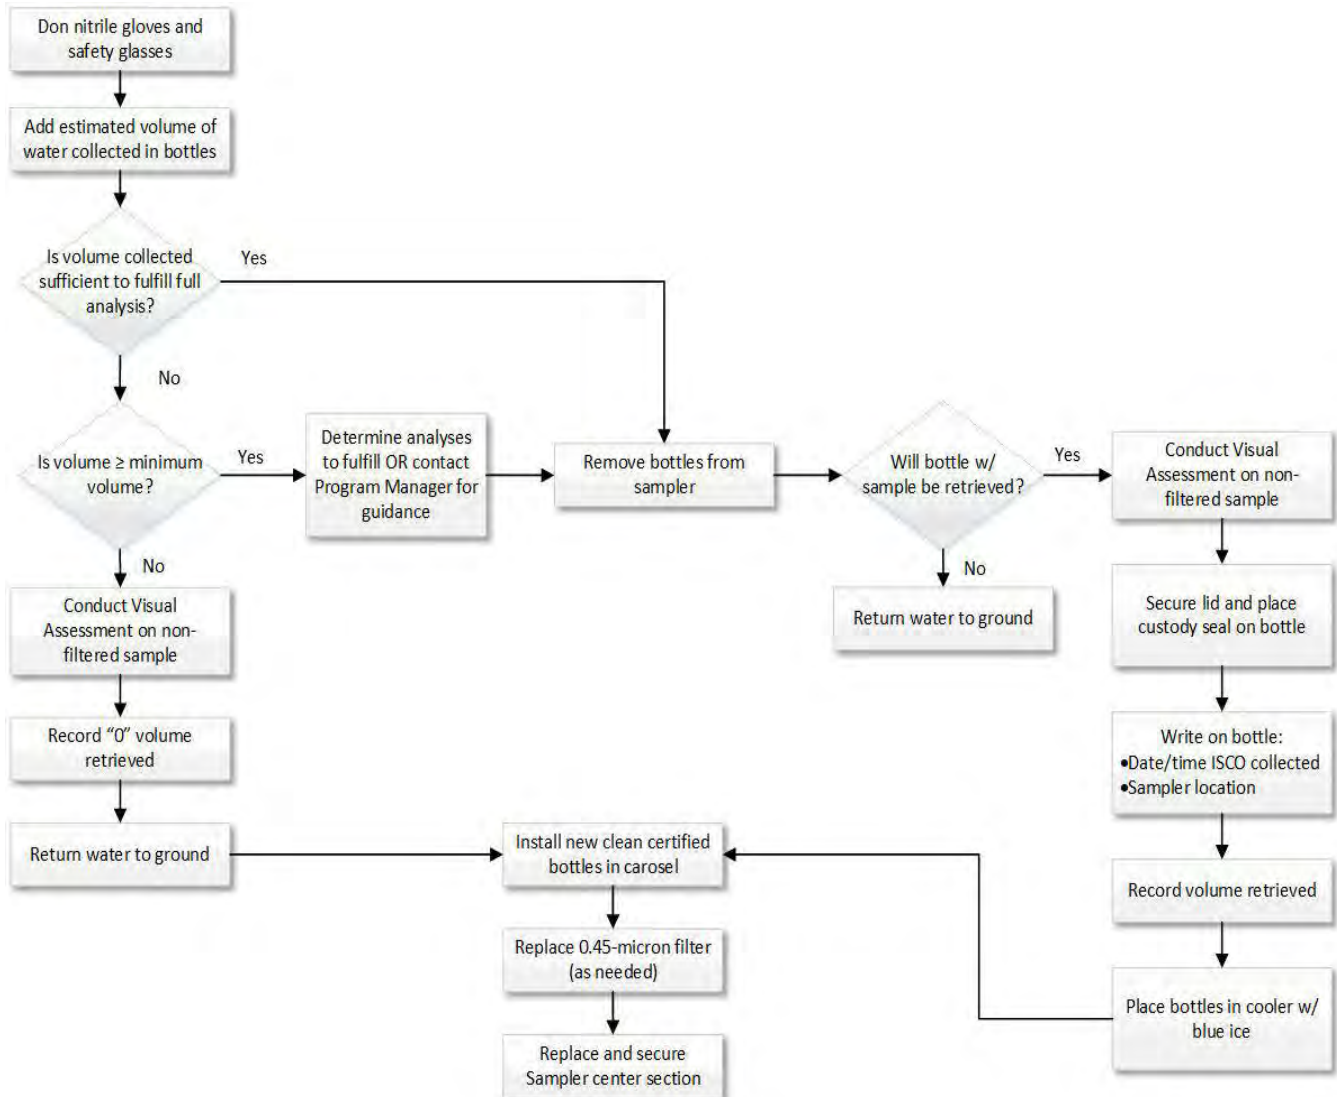 Don nitrile gloves and
safety glasses
Add estimated volume of
water collected in bottles
Is volume collected
sufficient to fulfill full
analysis?
Yes
No
Is volume ≥ minimum
volume?
Yes
Determine analyses
to fulfill OR contact
Program Manager for
guidance
Remove bottles from
sampler
Will bottle w/
sample be retrieved?
Yes
Conduct Visual
Assessment on non-
filtered sample
No
Return water to ground
No
Conduct Visual
Assessment on non-
filtered sample
Secure lid and place
custody seal on bottle
Record “0” volume
retrieved
Write on bottle:
•Date/time ISCO collected
•Sampler location
Return water to ground
Install new clean certified
bottles in carosel
Record volume retrieved
Replace 0.45-micron filter
(as needed)
Place bottles in cooler w/
blue ice
Replace and secure
Sampler center section